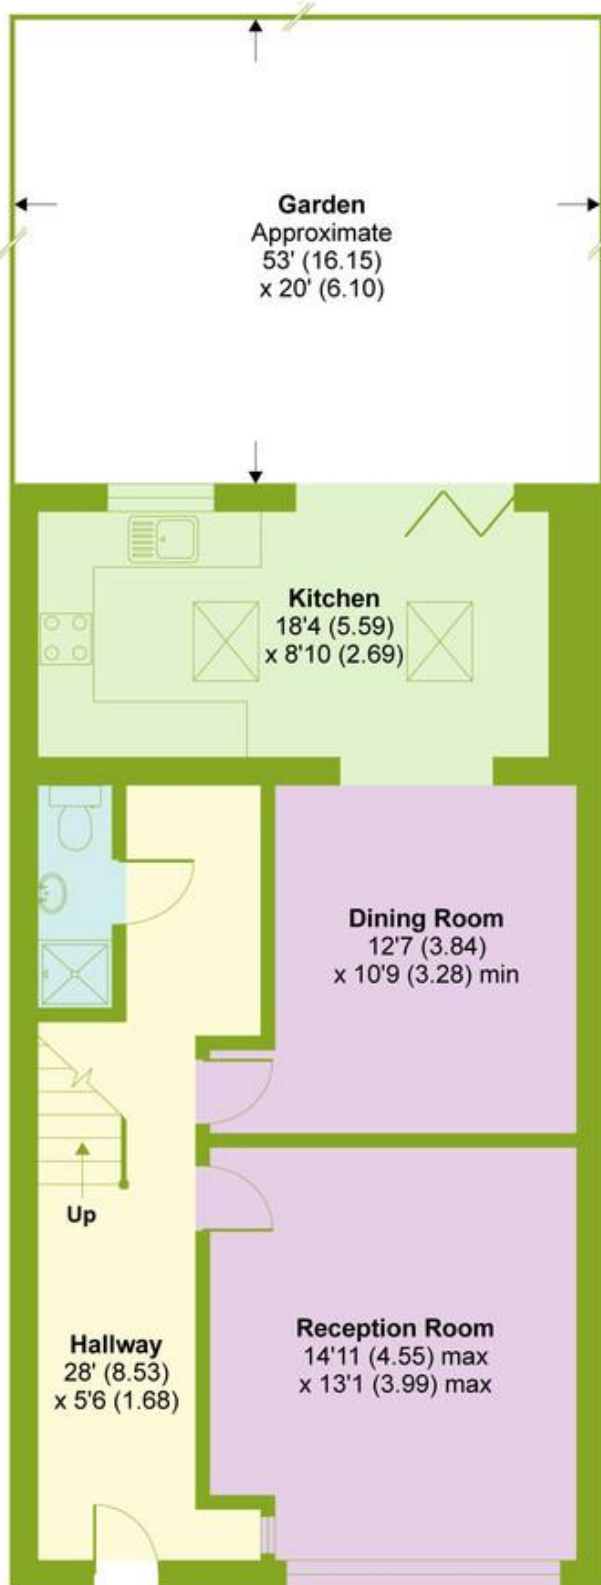 Garden
Approximate
53' (16.15)
x 20' (6.10)
Kitchen
18'4 (5.59)
x 8'10 (2.69)
Dining Room
12'7 (3.84)
x 10'9 (3.28) min
Up
Reception Room
14'11 (4.55) max
x 13'1 (3.99) max
Hallway
28' (8.53)
x 5'6 (1.68)